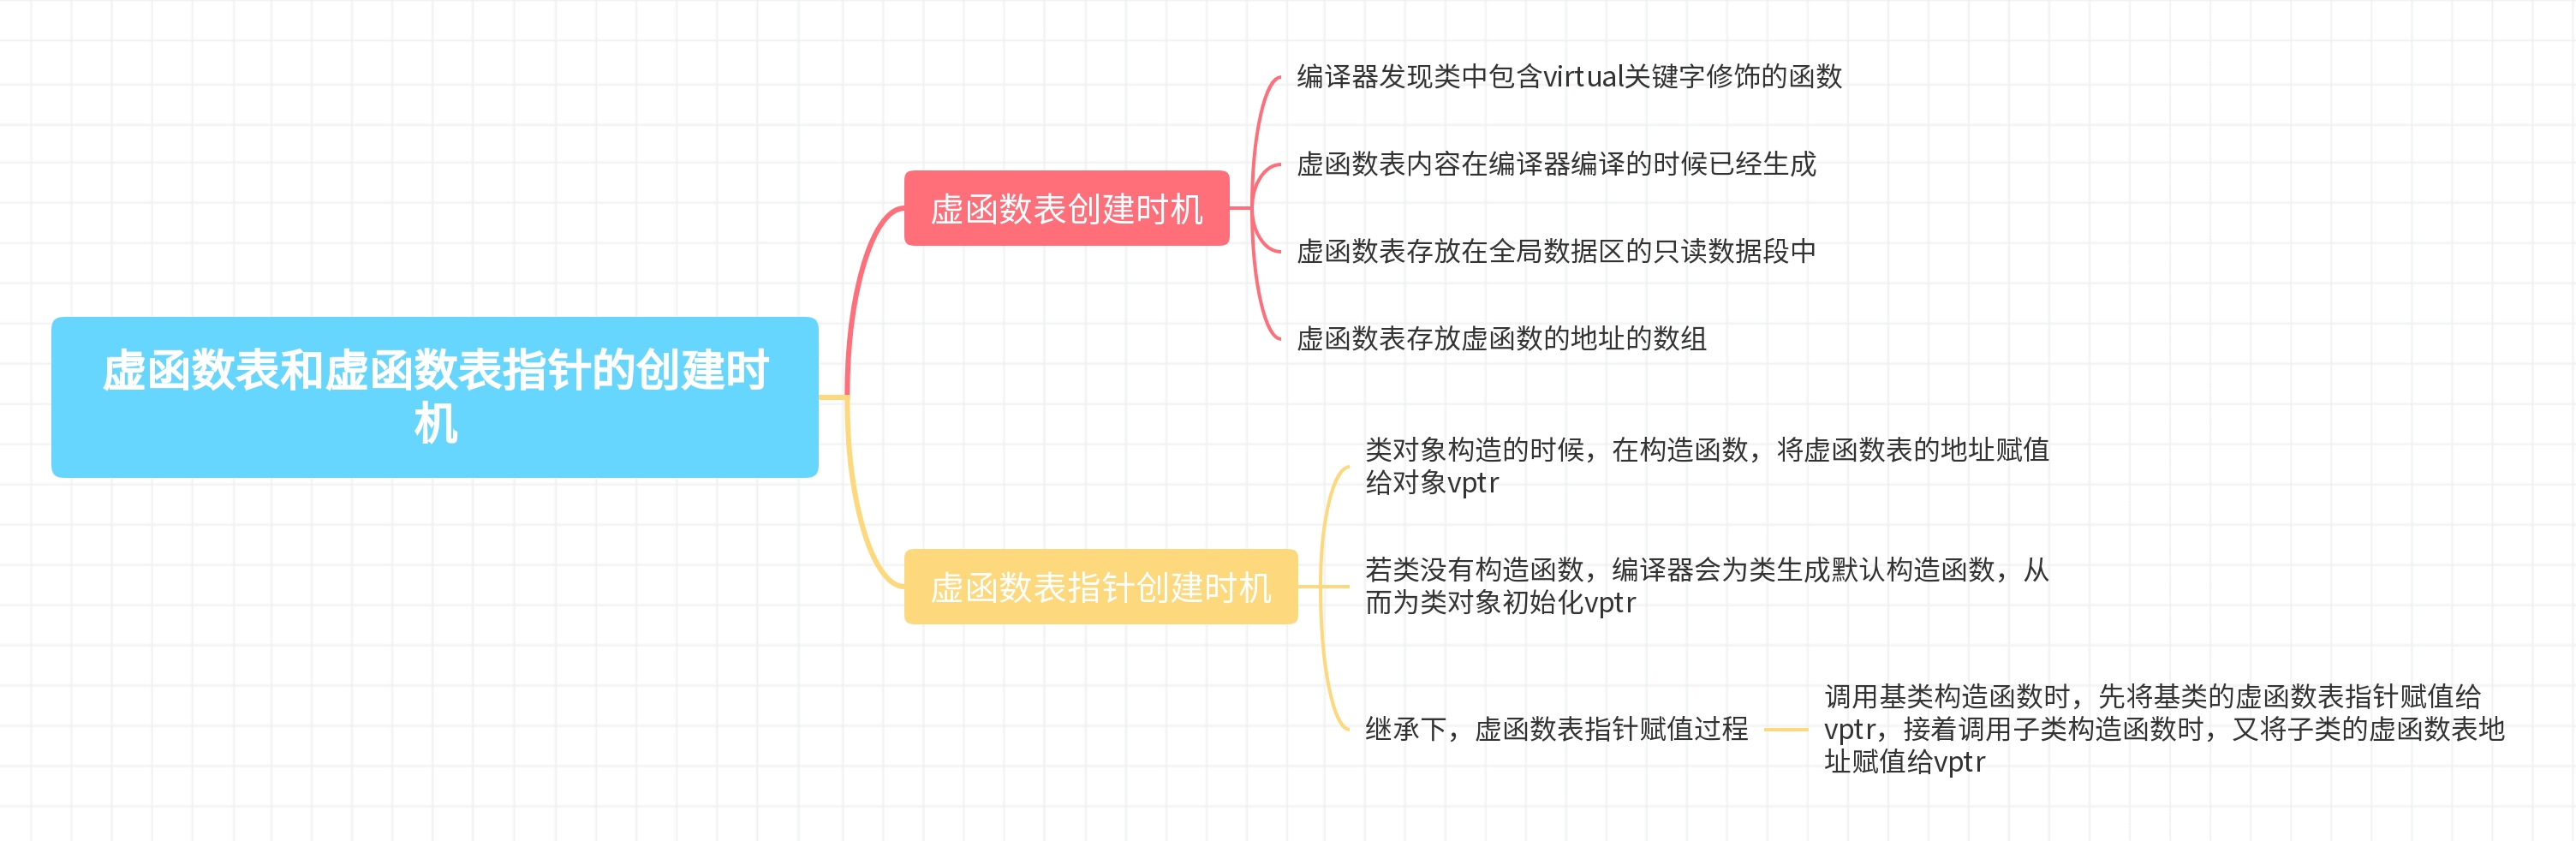 虚函数表和虚函数表指针的创建时
机
虚函数表创建时机
编译器发现类中包含virtual关键字修饰的函数
虚函数表内容在编译器编译的时候已经生成
虚函数表存放在全局数据区的只读数据段中
虚函数表存放虚函数的地址的数组
虚函数表指针创建时机
类对象构造的时候，在构造函数，将虚函数表的地址赋值
给对象vptr
若类没有构造函数，编译器会为类生成默认构造函数，从
而为类对象初始化vptr
继承下，虚函数表指针赋值过程
调用基类构造函数时，先将基类的虚函数表指针赋值给
vptr，接着调用子类构造函数时，又将子类的虚函数表地
址赋值给vptr